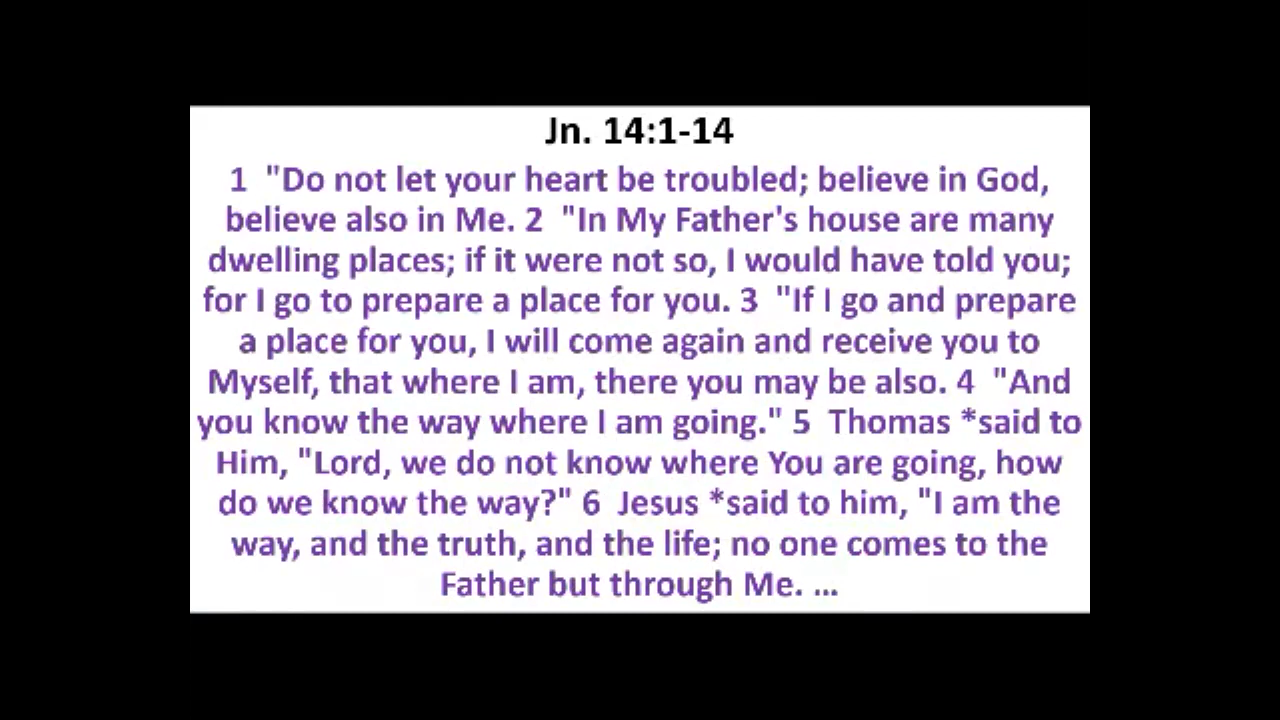 Jn. 14:1-14
1  "Do not let your heart be troubled; believe in God,
believe also in Me. 2  "In My Father's house are many
dwelling places; if it were not so, I would have told you;
for I go to prepare a place for you. 3  "If I go and prepare
a place for you, I will come again and receive you to
Myself, that where I am, there you may be also. 4  "And
you know the way where I am going." 5  Thomas *said to
Him, "Lord, we do not know where You are going, how
do we know the way?" 6  Jesus *said to him, "I am the
way, and the truth, and the life; no one comes to the
Father but through Me. ...